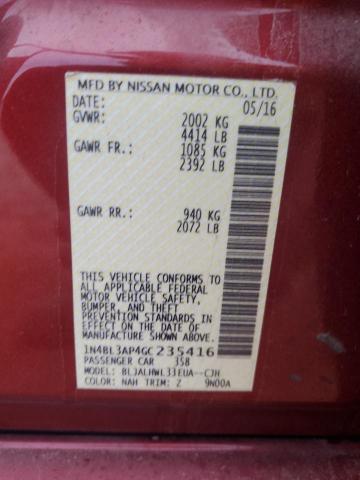 MFD BY NISSAN MOTOR CO., LTD.
DATE: 05/16
GVWR: 2002 KG
4414 LB
GAWR FR: 1085 KG
2392 LB
GAWR RR: 940 KG
2072 LB
THIS VEHICLE CONFORMS TO
ALL APPLICABLE FEDERAL
MOTOR VEHICLE SAFETY,
BUMPER, AND THEFT
PREVENTION STANDARDS IN
EFFECT ON THE DATE OF
MANUFACTURE SHOWN ABOVE.
1N4BL3AP4GC235416
PASSENGER CAR 358
MODEL: BLJALHWL33EUA--CJH
COLOR: NAH TRIM: Z 9N00A